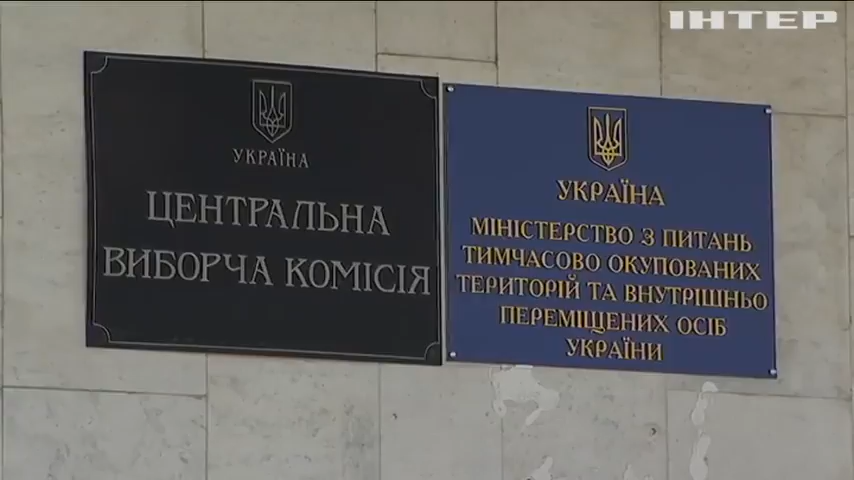 ІНТЕР
УКРАЇНА
ЦЕНТРАЛЬНА
ВИБОРЧА КОМІСІЯ
УКРАЇНА
МІНІСТЕРСТВО З ПИТАНЬ
ТИМЧАСОВО ОКУПОВАНИХ
ТЕРИТОРІЙ ТА ВНУТРІШНЬО
ПЕРЕМІЩЕНИХ ОСІБ
УКРАЇНИ